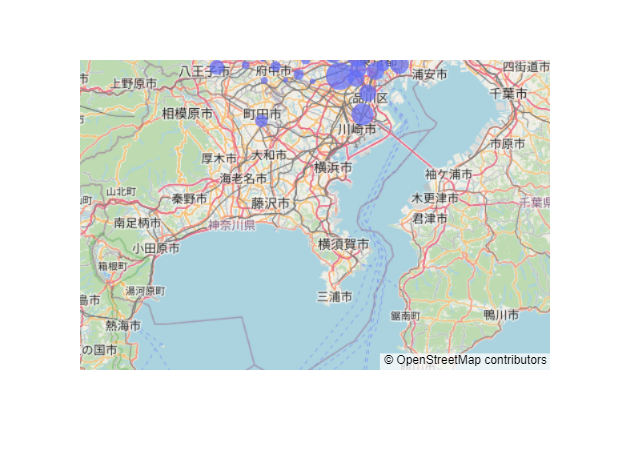 八王子市
府中市
浦安市
四街道市
上野原市
千葉市
品川区
相模原市
町田市
川崎市
市原市
厚木市
大和市
横浜市
海老名市
袖ケ浦市
山北町
秦野市
藤沢市
木更津市
千葉県
南足柄市
神奈川県
君津市
小田原市
横須賀市
箱根町
湯河原町
三浦市
島市
熱海市
鋸南町
鴨川市
の国市
© OpenStreetMap contributors